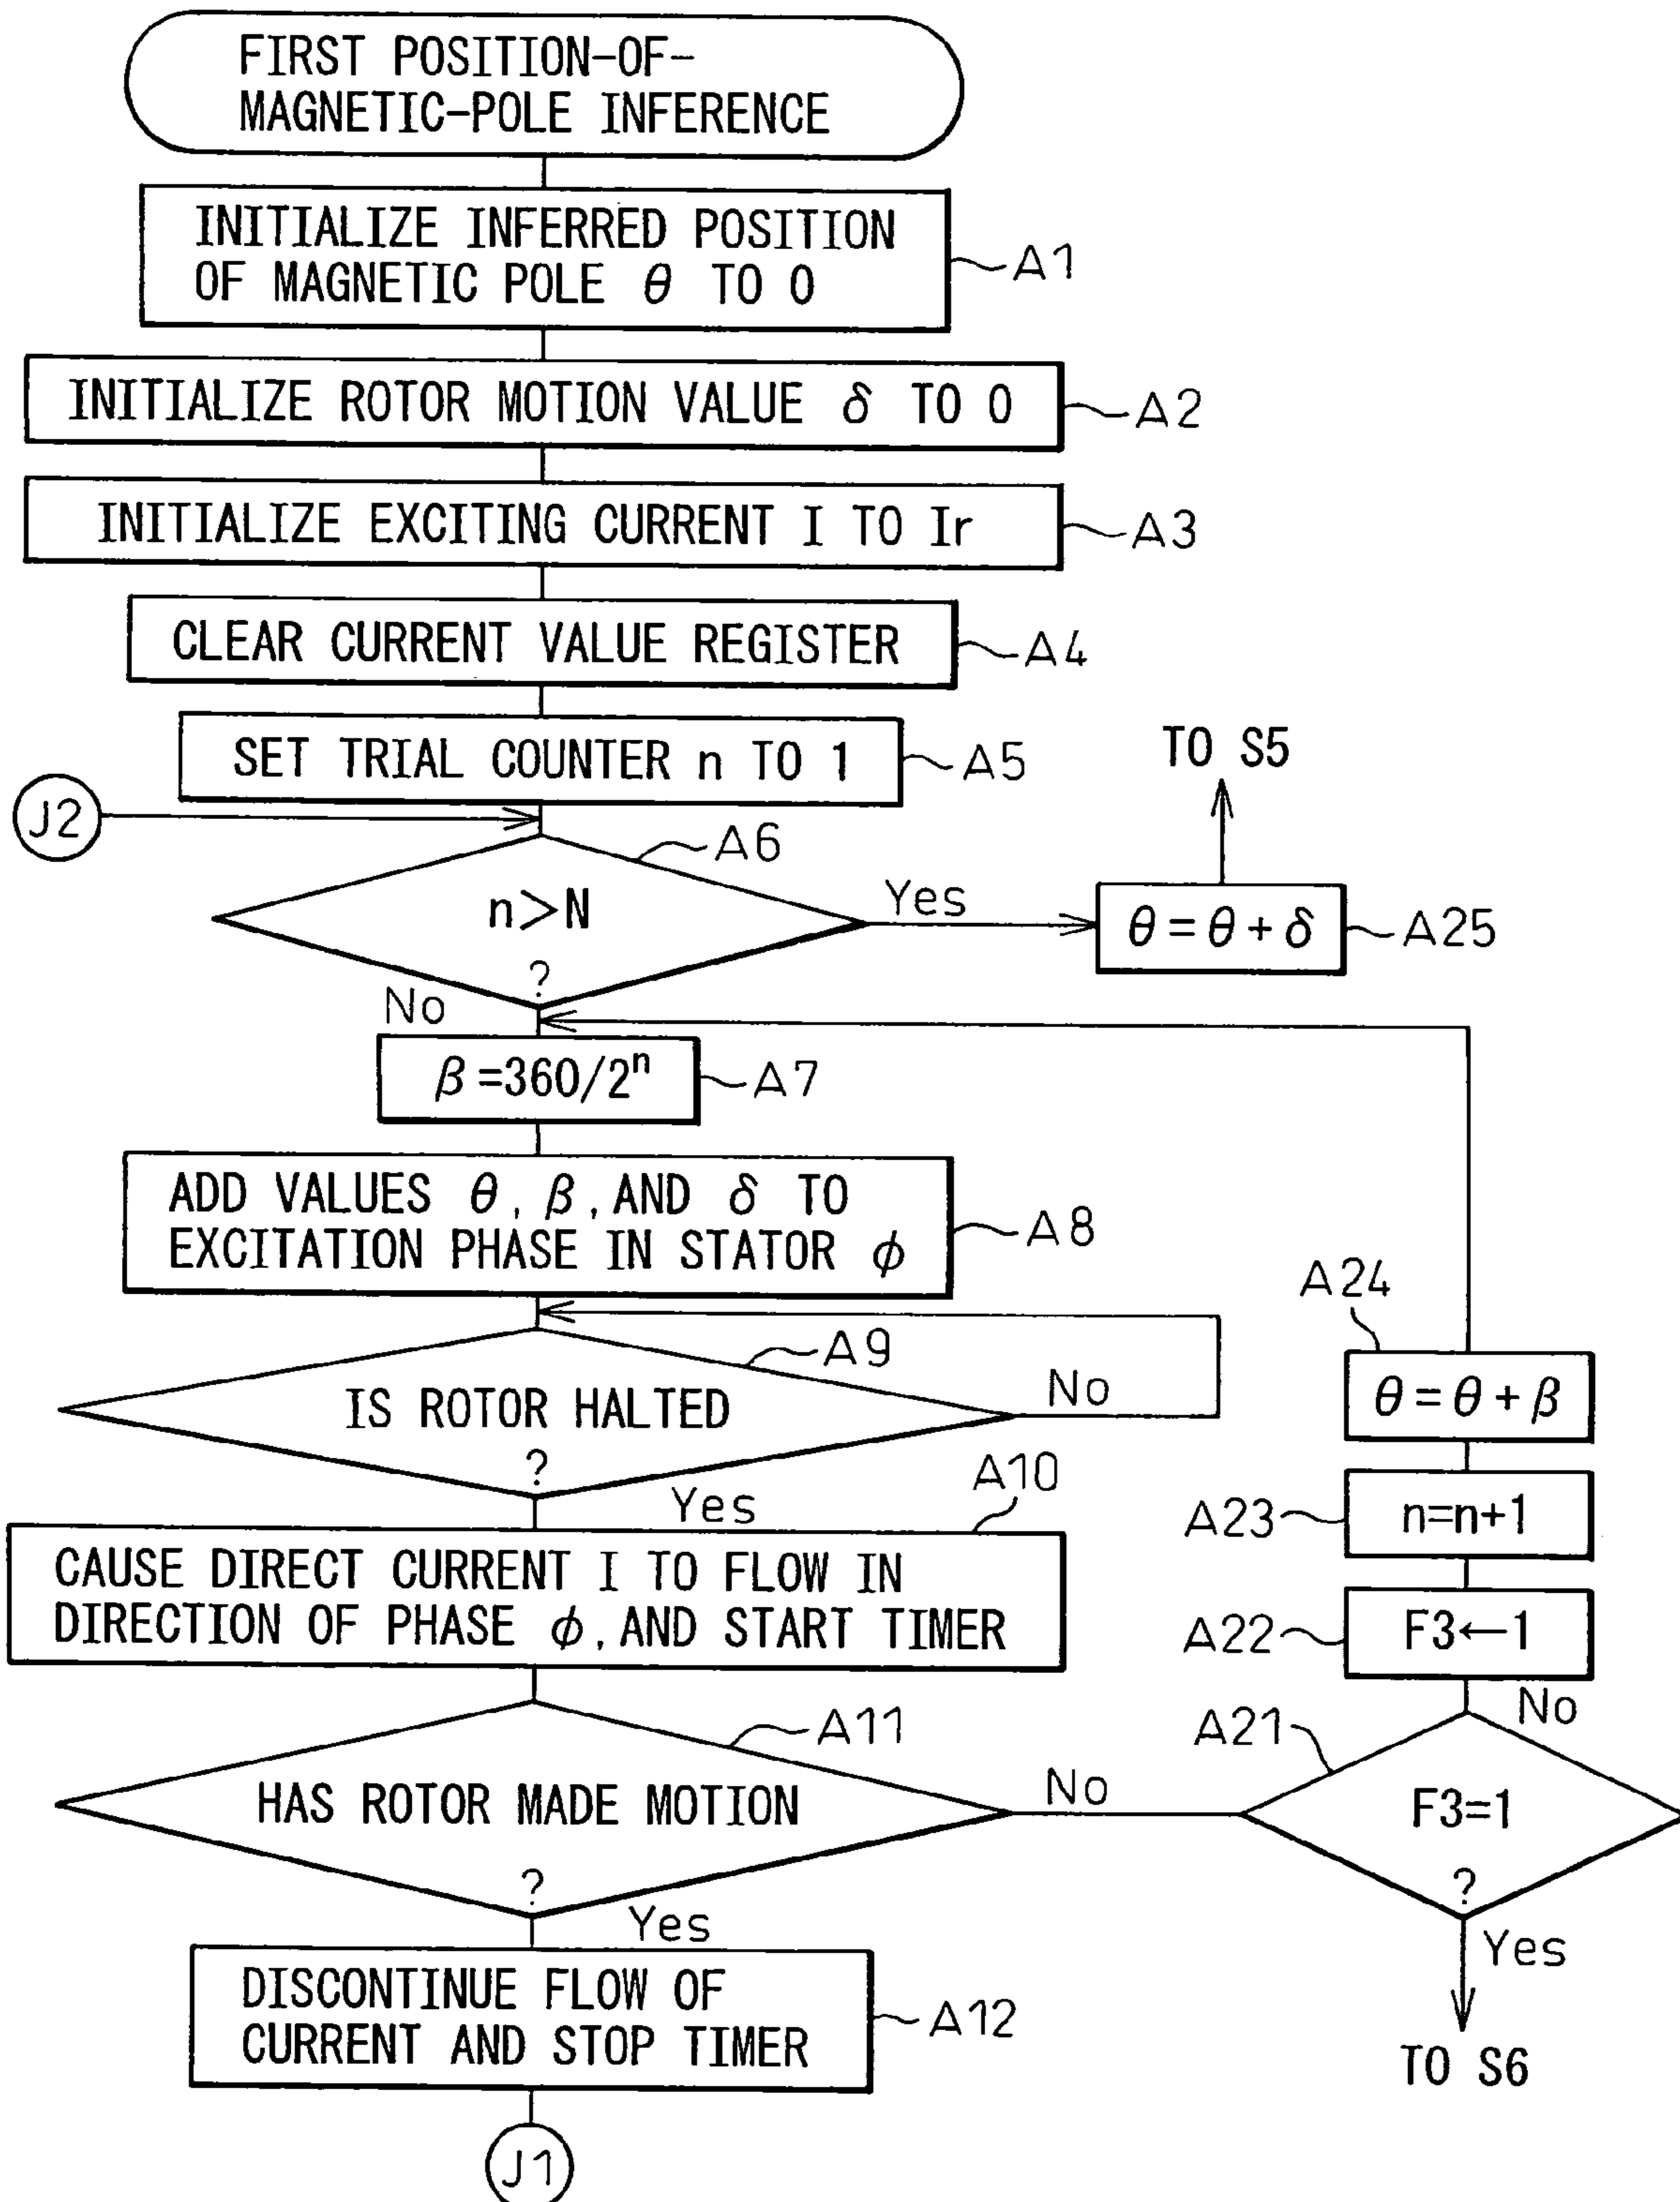 FIRST POSITION-OF-
MAGNETIC-POLE INFERENCE
INITIALIZE INFERRED POSITION
OF MAGNETIC POLE θ TO 0
A1
INITIALIZE ROTOR MOTION VALUE δ TO 0
A2
INITIALIZE EXCITING CURRENT I TO Ir
A3
CLEAR CURRENT VALUE REGISTER
A4
SET TRIAL COUNTER n TO 1
A5
TO S5
J2
A6
n>N
?
Yes
θ=θ+δ
A25
No
β=360/2ⁿ
A7
ADD VALUES θ, β, AND δ TO
EXCITATION PHASE IN STATOR φ
A8
A9
IS ROTOR HALTED
?
No
Yes
A24
θ=θ+β
A10
CAUSE DIRECT CURRENT I TO FLOW IN
DIRECTION OF PHASE φ, AND START TIMER
A23
n=n+1
A22
F3←1
No
A11
HAS ROTOR MADE MOTION
?
No
A21
F3=1
?
Yes
Yes
TO S6
DISCONTINUE FLOW OF
CURRENT AND STOP TIMER
A12
J1